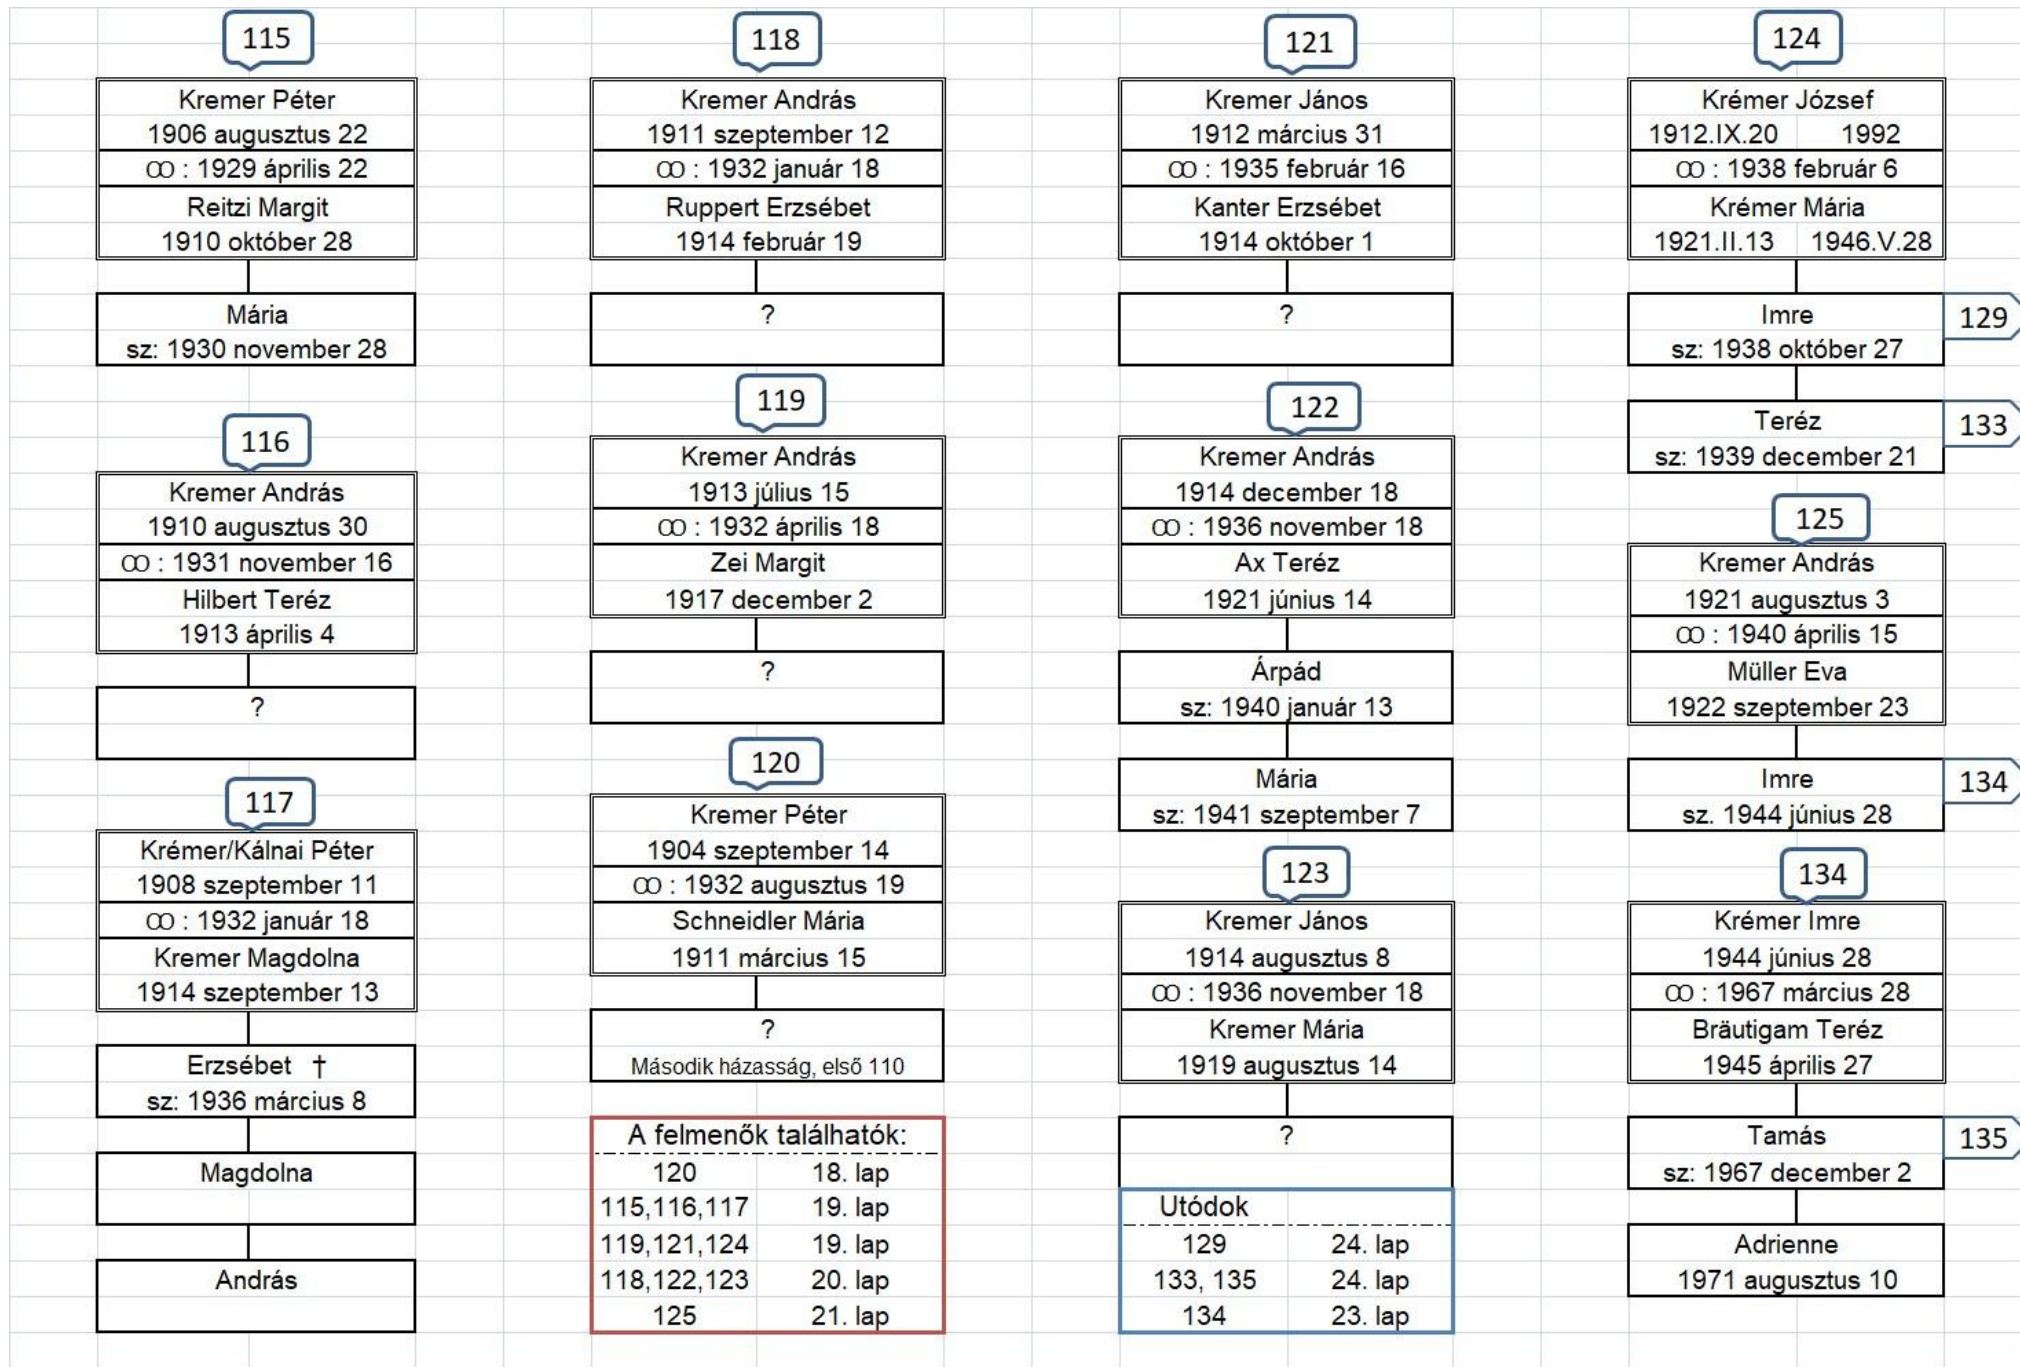 115
Kremer Péter
1906 augusztus 22
ꝏ : 1929 április 22
Reitzi Margit
1910 október 28
Mária
sz: 1930 november 28
116
Kremer András
1910 augusztus 30
ꝏ : 1931 november 16
Hilbert Teréz
1913 április 4
?
117
Krémer/Kálnai Péter
1908 szeptember 11
ꝏ : 1932 január 18
Kremer Magdolna
1914 szeptember 13
Erzsébet †
sz: 1936 március 8
Magdolna
András
118
Kremer András
1911 szeptember 12
ꝏ : 1932 január 18
Ruppert Erzsébet
1914 február 19
?
119
Kremer András
1913 július 15
ꝏ : 1932 április 18
Zei Margit
1917 december 2
?
120
Kremer Péter
1904 szeptember 14
ꝏ : 1932 augusztus 19
Schneidler Mária
1911 március 15
?
Második házasság, első 110
A felmenők találhatók:
120 18. lap
115,116,117 19. lap
119,121,124 19. lap
118,122,123 20. lap
125 21. lap
121
Kremer János
1912 március 31
ꝏ : 1935 február 16
Kanter Erzsébet
1914 október 1
?
122
Kremer András
1914 december 18
ꝏ : 1936 november 18
Ax Teréz
1921 június 14
Árpád
sz: 1940 január 13
Mária
sz: 1941 szeptember 7
123
Kremer János
1914 augusztus 8
ꝏ : 1936 november 18
Kremer Mária
1919 augusztus 14
?
Utódok
129 24. lap
133, 135 24. lap
134 23. lap
124
Krémer József
1912.IX.20 1992
ꝏ : 1938 február 6
Krémer Mária
1921.II.13 1946.V.28
Imre 129
sz: 1938 október 27
Teréz 133
sz: 1939 december 21
125
Kremer András
1921 augusztus 3
ꝏ : 1940 április 15
Müller Eva
1922 szeptember 23
Imre 134
sz. 1944 június 28
134
Krémer Imre
1944 június 28
ꝏ : 1967 március 28
Bräutigam Teréz
1945 április 27
Tamás 135
sz: 1967 december 2
Adrienne
1971 augusztus 10